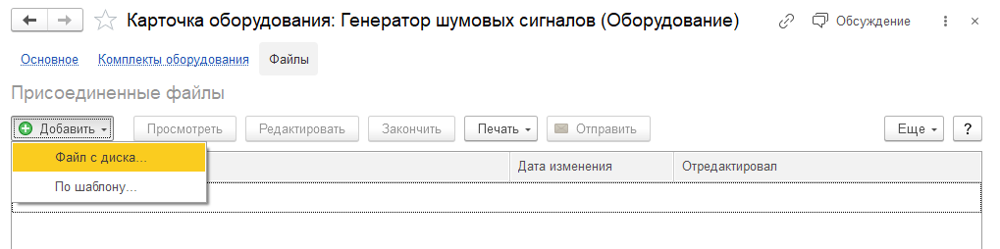 Карточка оборудования: Генератор шумовых сигналов (Оборудование)
Обсуждение
Основное Комплекты оборудования Файлы
Присоединенные файлы
Добавить Просмотреть Редактировать Закончить Печать Отправить Еще ?
Файл с диска... Дата изменения Отредактировал
По шаблону...